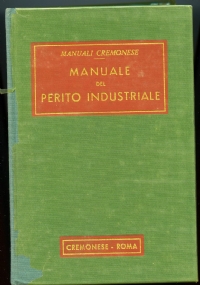 MANUALI CREMONESE
MANUALE
DEL
PERITO INDUSTRIALE
CREMONESE - ROMA